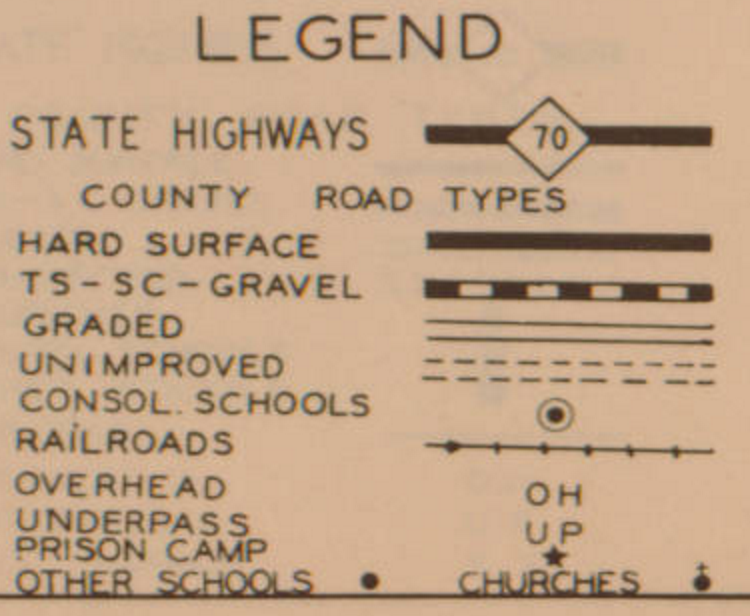 LEGEND
STATE HIGHWAYS 70
COUNTY ROAD TYPES
HARD SURFACE
TS-SC-GRAVEL
GRADED
UNIMPROVED
CONSOL. SCHOOLS
RAILROADS
OVERHEAD OH
UNDERPASS UP
PRISON CAMP
OTHER SCHOOLS CHURCHES